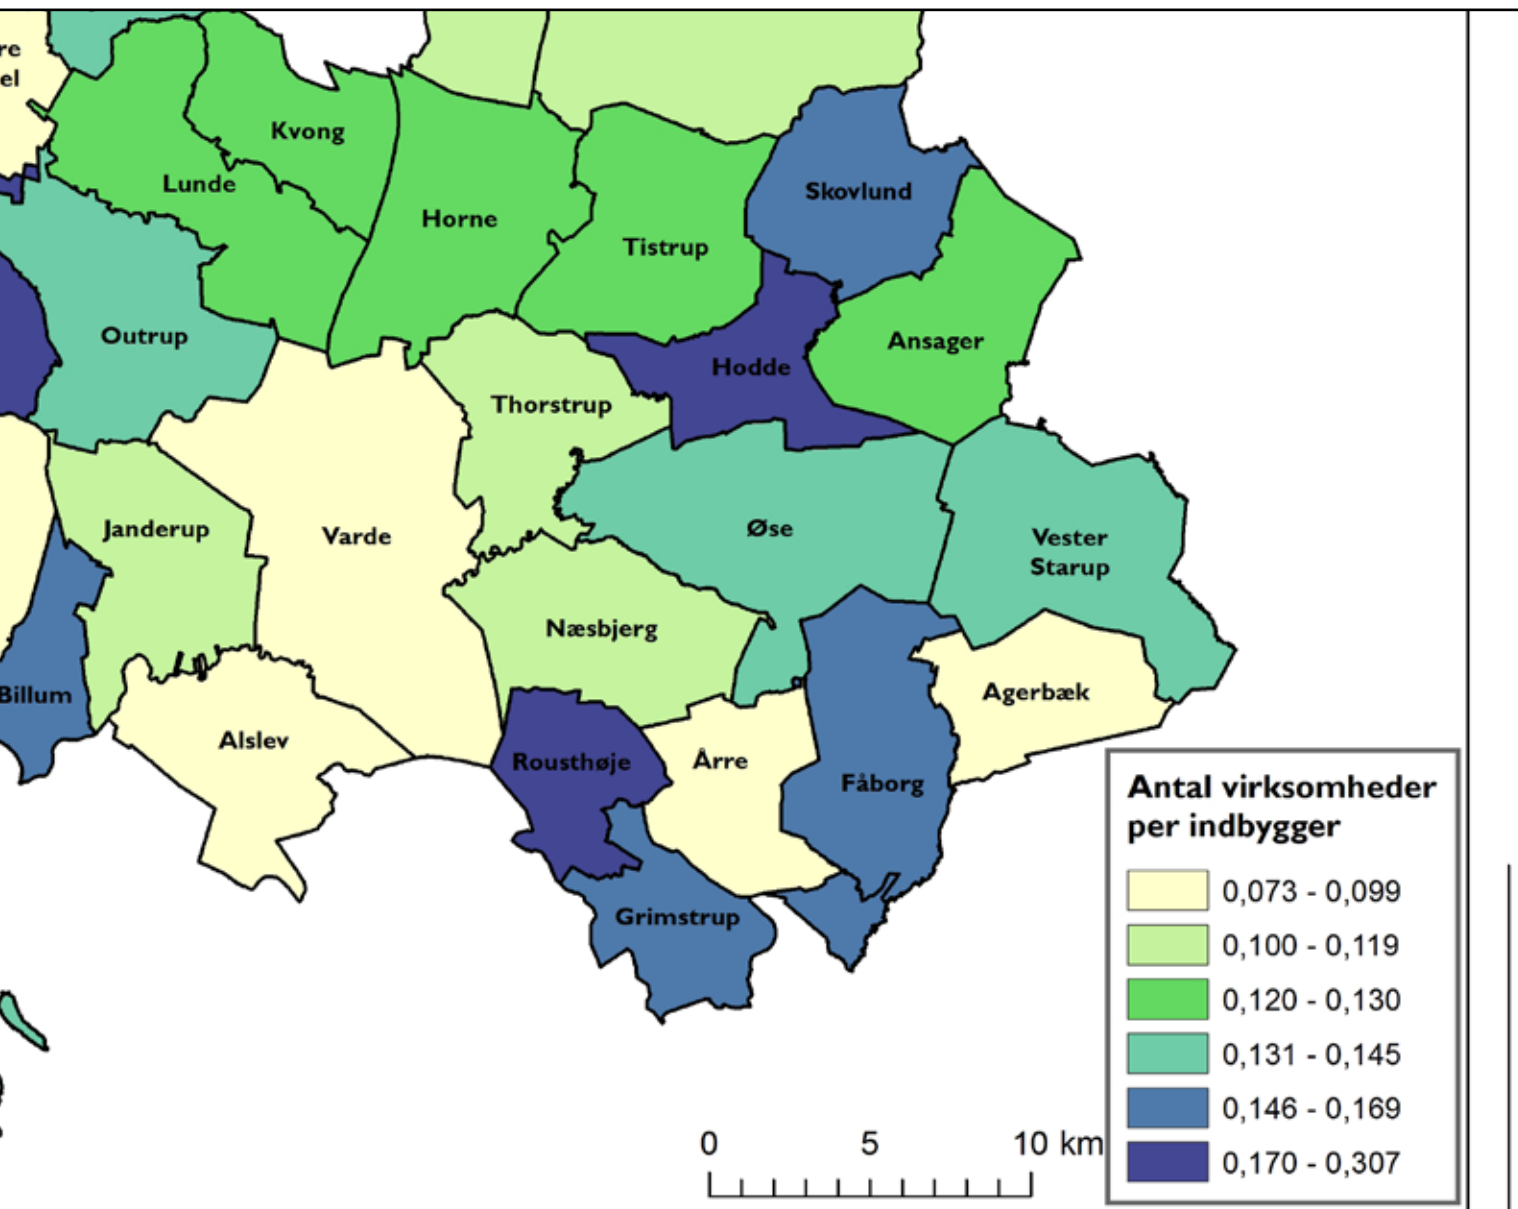 re
el
Kvong
Lunde
Skovlund
Horne
Tistrup
Outrup
Ansager
Hodde
Thorstrup
Janderup
Varde
Øse
Vester
Starup
Næsbjerg
Billum
Agerbæk
Alslev
Rousthøje
Årre
Fåborg
Grimstrup
Antal virksomheder
per indbygger
0,073 - 0,099
0,100 - 0,119
0,120 - 0,130
0,131 - 0,145
0,146 - 0,169
0,170 - 0,307
0 5 10 km